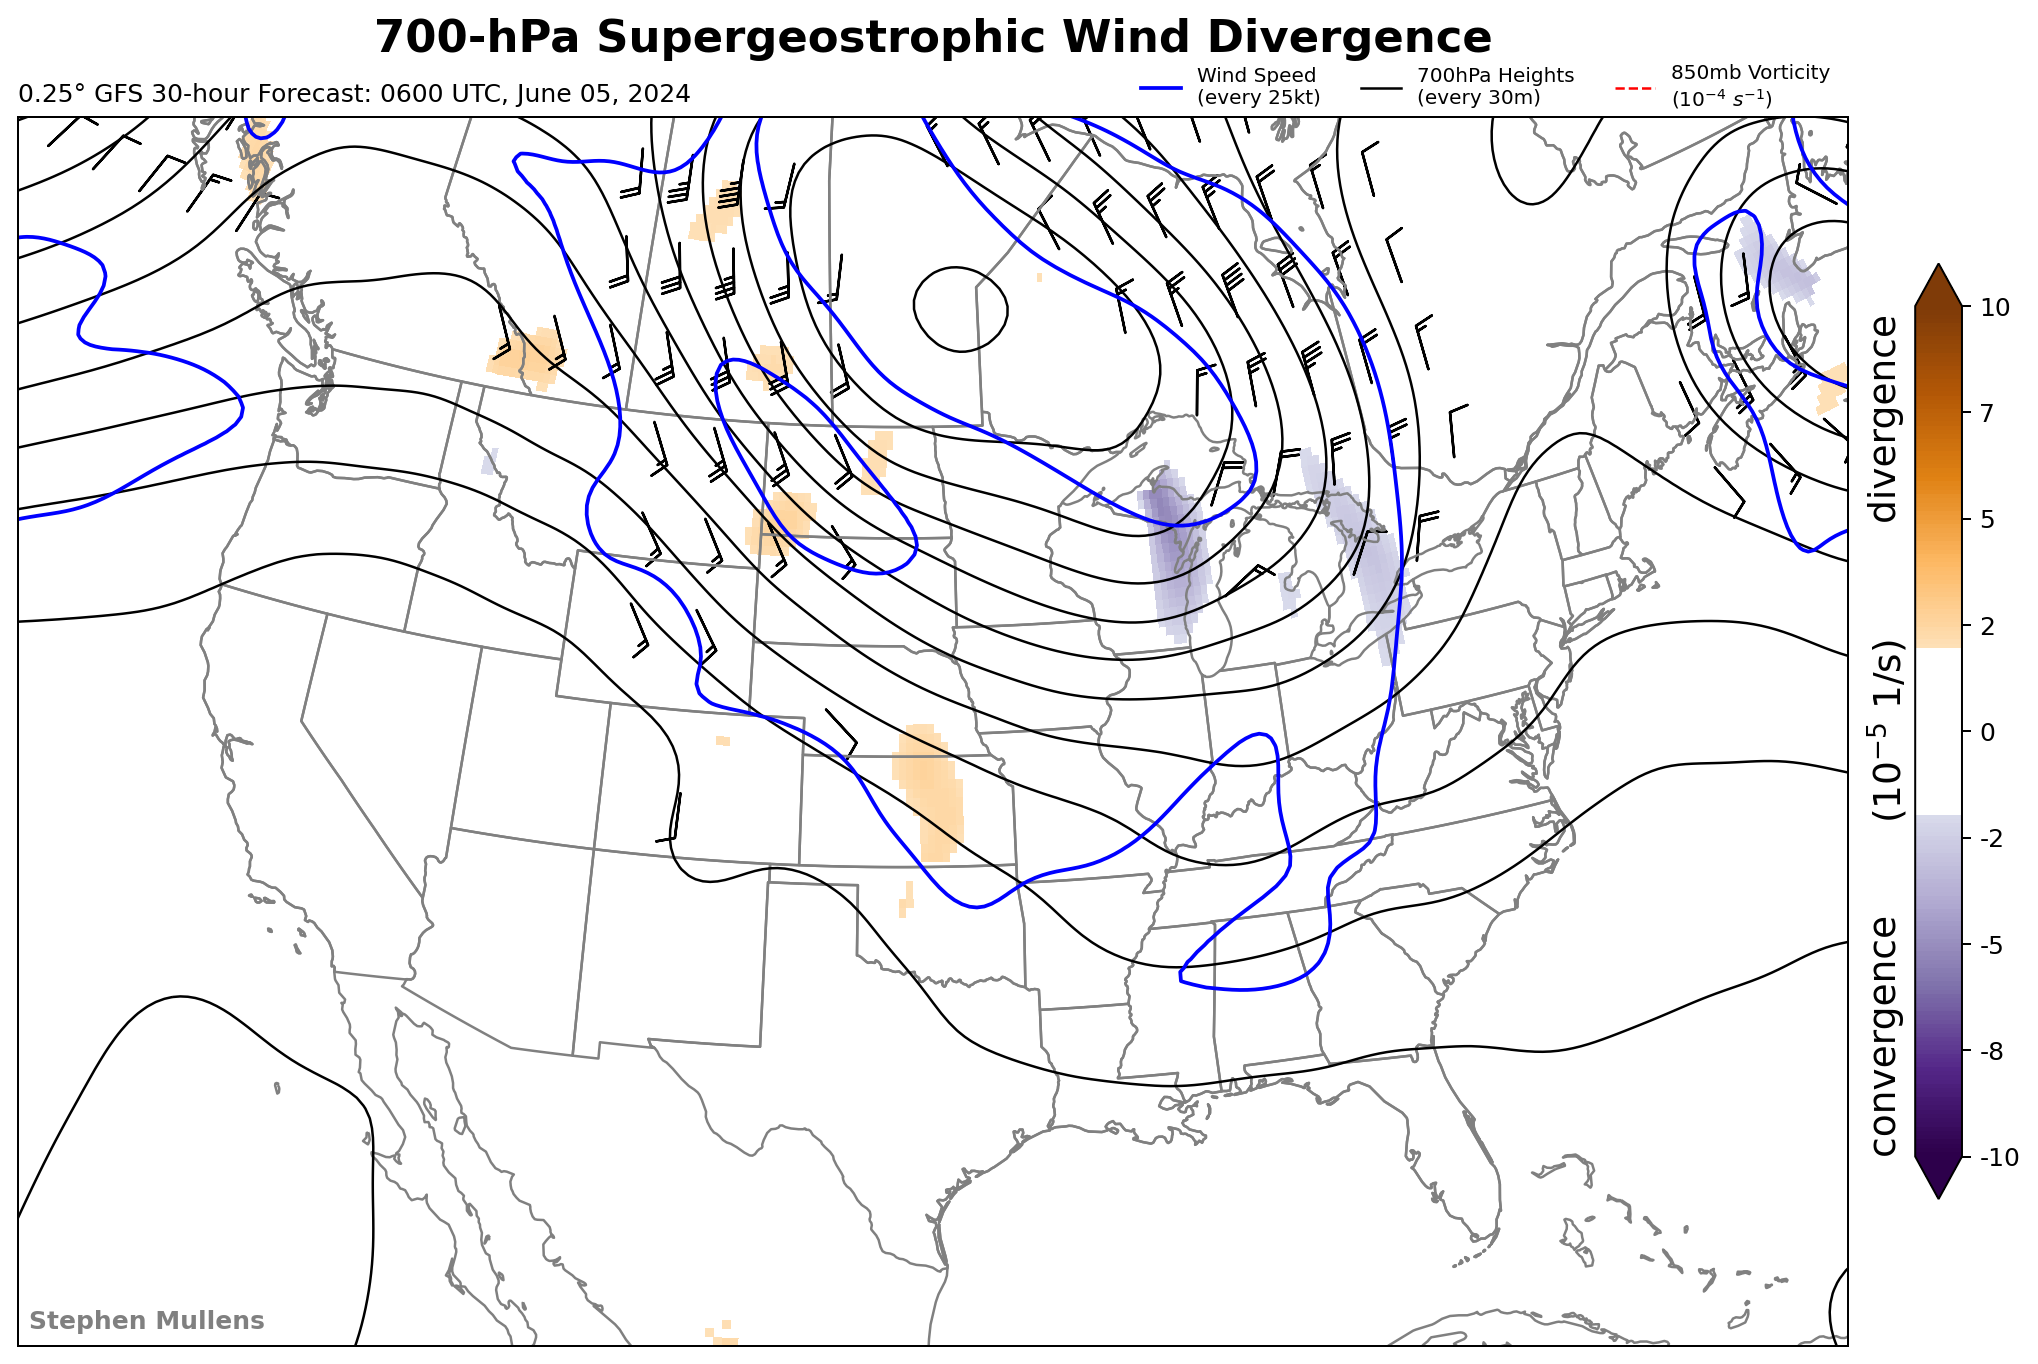 700-hPa Supergeostrophic Wind Divergence
0.25° GFS 30-hour Forecast: 0600 UTC, June 05, 2024
Wind Speed
(every 25kt)
700hPa Heights
(every 30m)
850mb Vorticity
(10⁻⁴ s⁻¹)
10
7
5
2
0
-2
-5
-8
-10
convergence (10⁻⁵ 1/s) divergence
Stephen Mullens